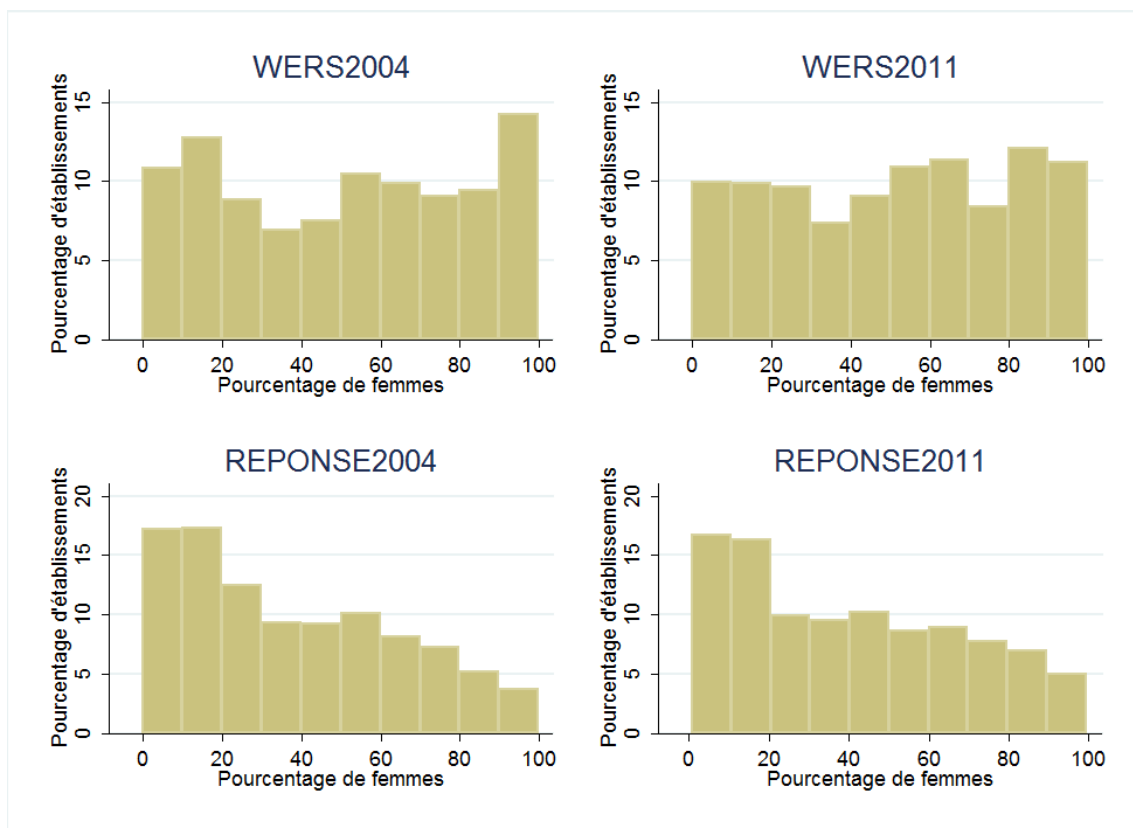 WERS2004
Pourcentage d'établissements
15
10
5
0
0 20 40 60 80 100
Pourcentage de femmes
WERS2011
Pourcentage d'établissements
15
10
5
0
0 20 40 60 80 100
Pourcentage de femmes
REPONSE2004
Pourcentage d'établissements
20
15
10
5
0
0 20 40 60 80 100
Pourcentage de femmes
REPONSE2011
Pourcentage d'établissements
20
15
10
5
0
0 20 40 60 80 100
Pourcentage de femmes